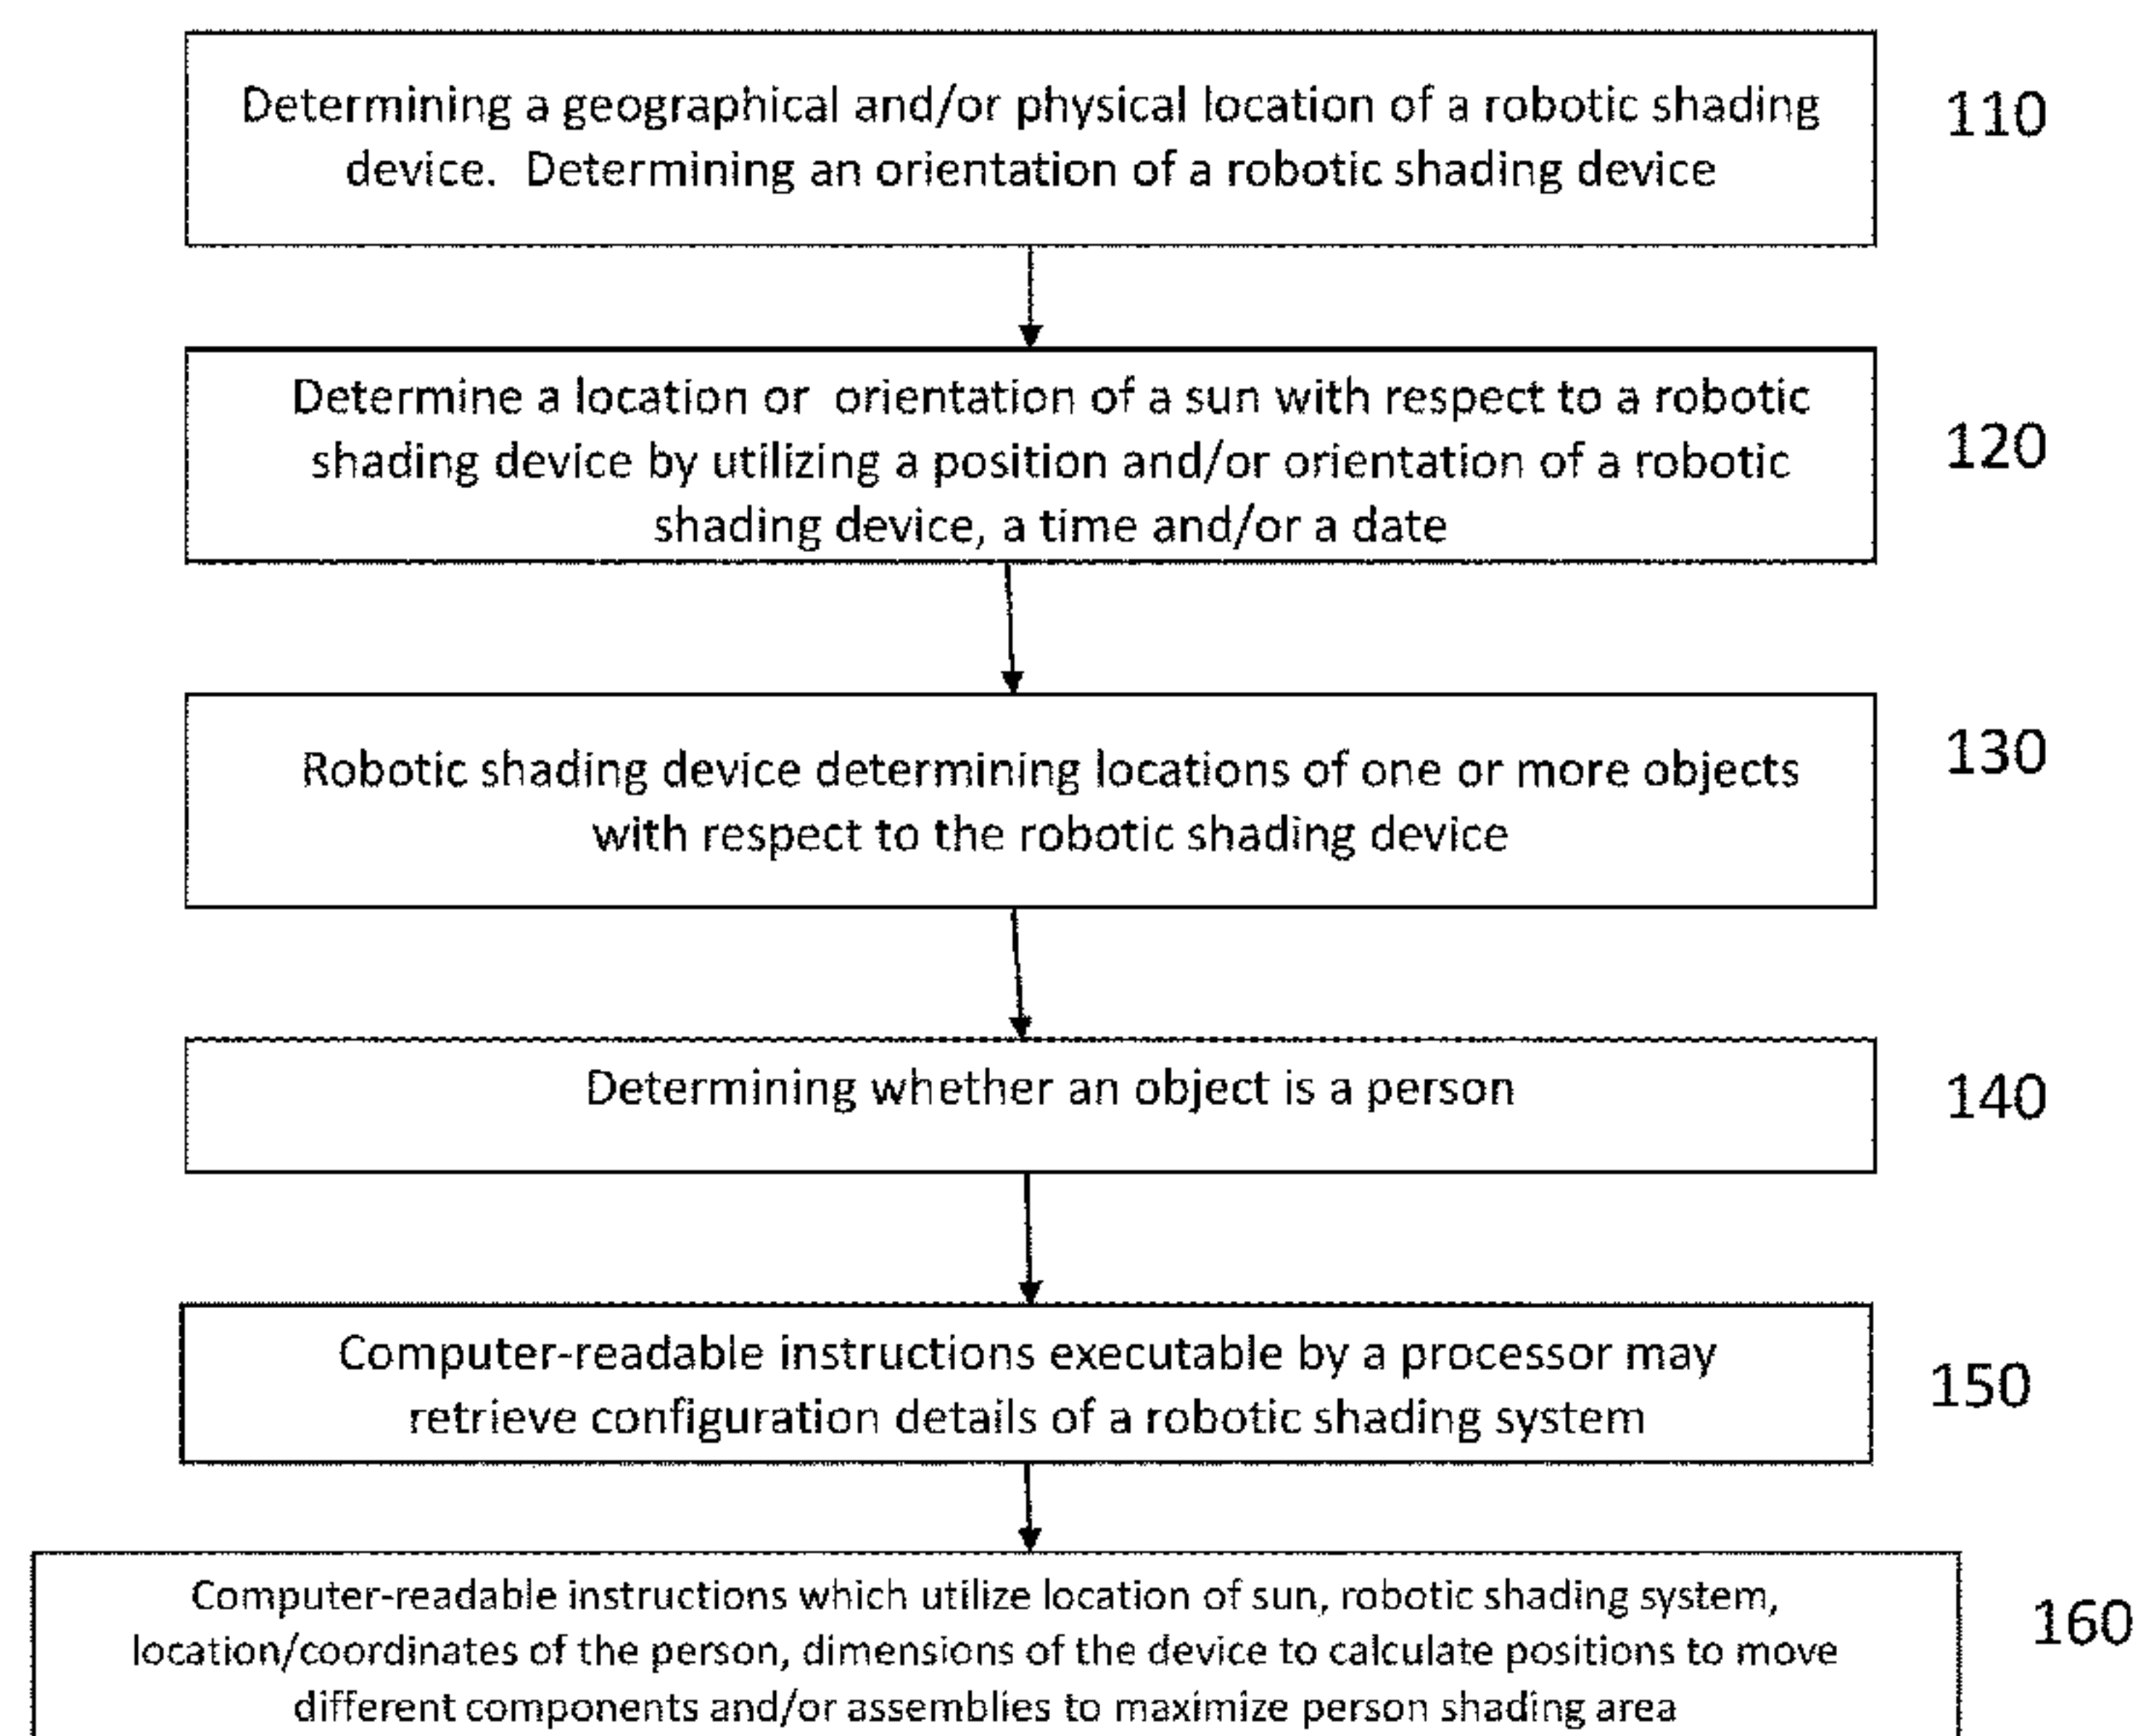 Determining a geographical and/or physical location of a robotic shading
device. Determining an orientation of a robotic shading device
110
Determine a location or orientation of a sun with respect to a robotic
shading device by utilizing a position and/or orientation of a robotic
shading device, a time and/or a date
120
Robotic shading device determining locations of one or more objects
with respect to the robotic shading device
130
Determining whether an object is a person
140
Computer-readable instructions executable by a processor may
retrieve configuration details of a robotic shading system
150
Computer-readable instructions which utilize location of sun, robotic shading system,
location/coordinates of the person, dimensions of the device to calculate positions to move
different components and/or assemblies to maximize person shading area
160